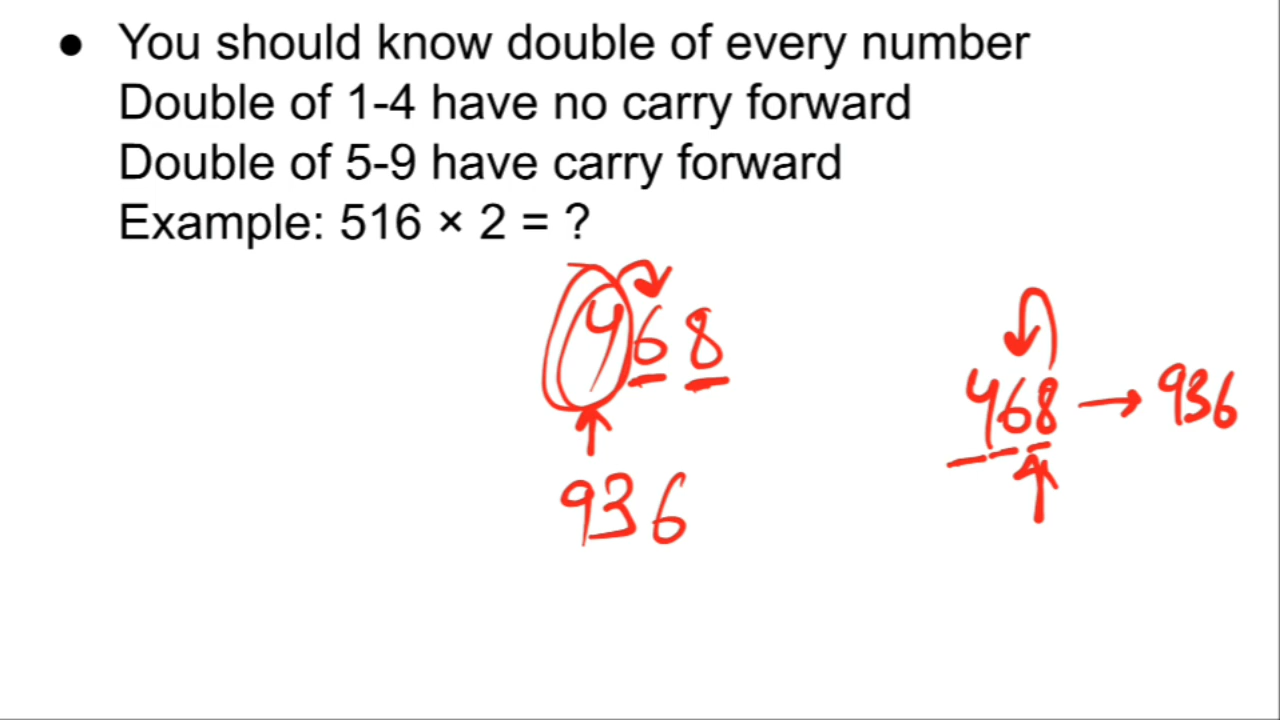 ● You should know double of every number
Double of 1-4 have no carry forward
Double of 5-9 have carry forward
Example: 516 × 2 = ?
468
936
468 → 936